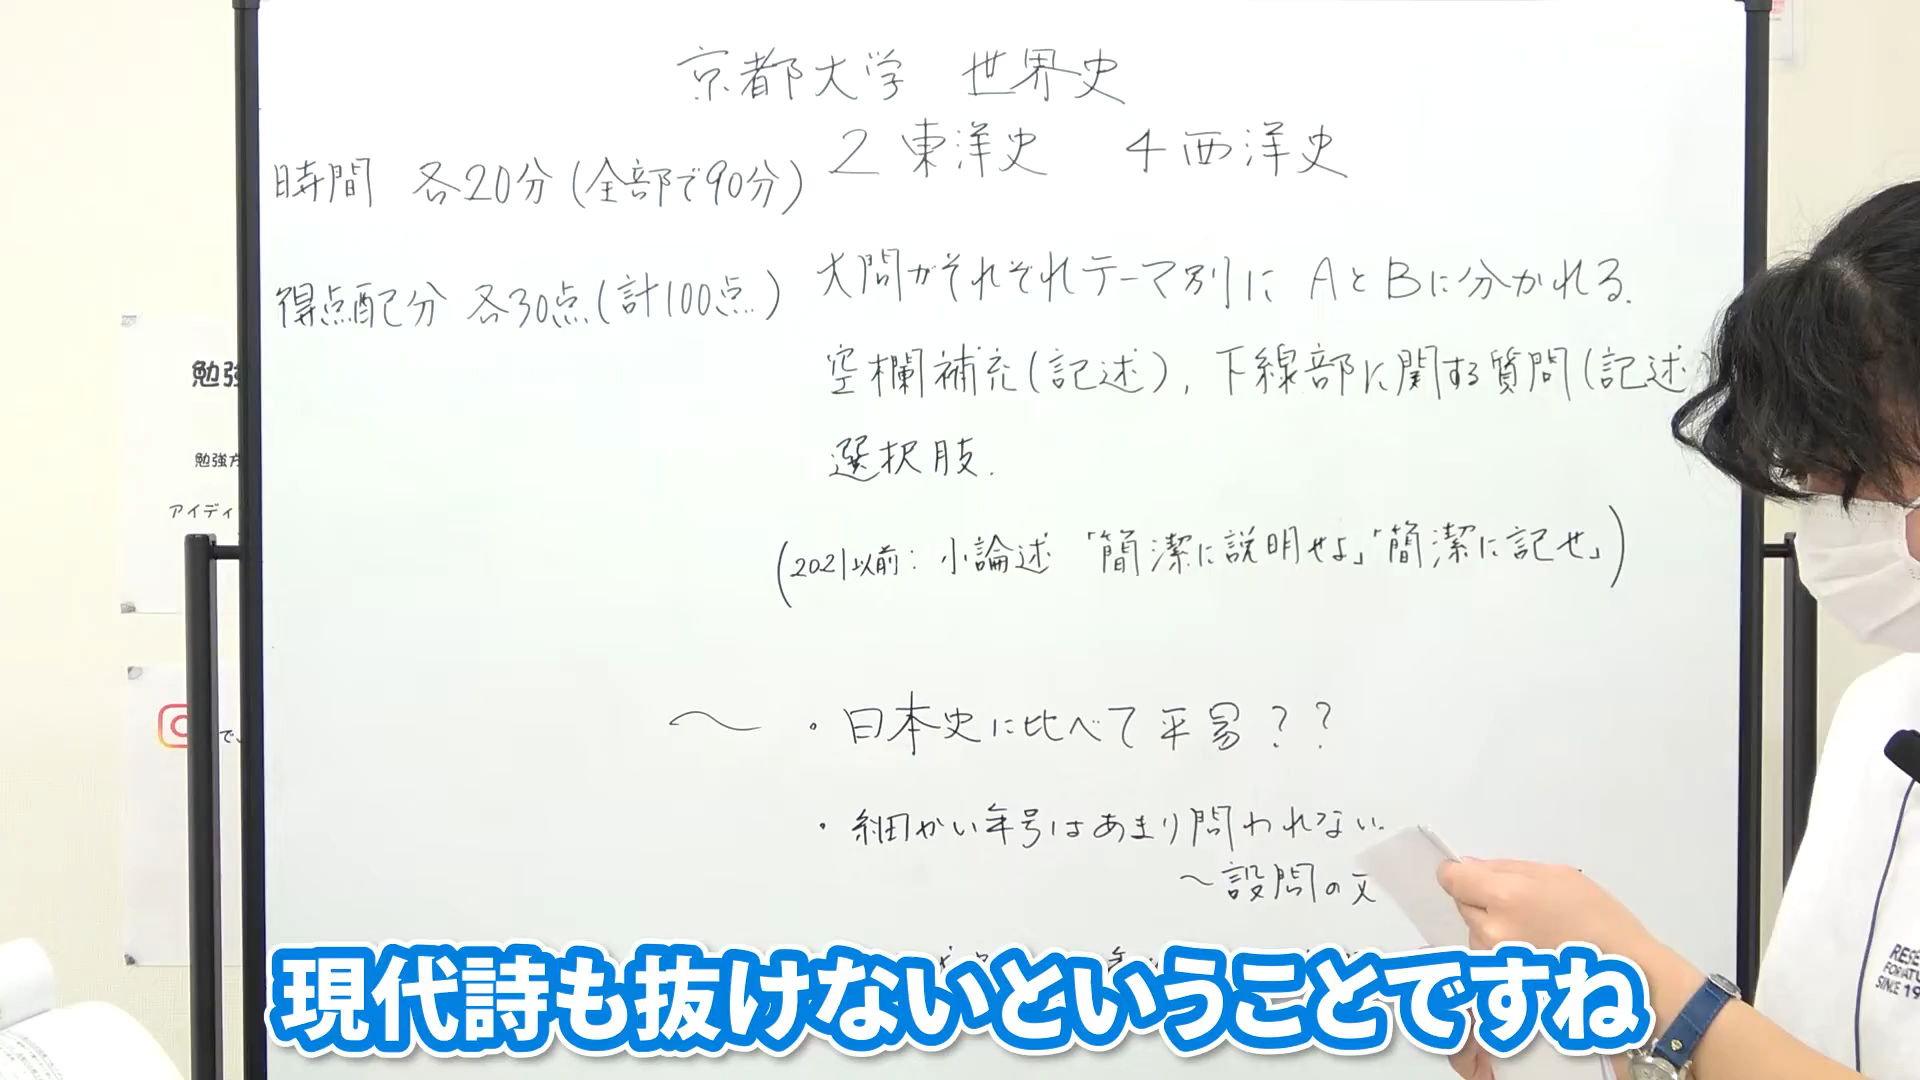 京都大学 世界史
2 東洋史 4 西洋史
時間 各20分(全部で90分)
得点配分 各30点(計100点)
大問がそれぞれテーマ別に AとBに分かれる.
空欄補充(記述), 下線部に関する質問(記述)
選択肢.
(2021以前: 小論述 「簡潔に説明せよ」「簡潔に記せ」)
〜 ・日本史に比べて平易??
・細かい年号はあまり問われない.
〜設問の文
勉強
勉強方
アイディ
で、
RESE
FOR NATU
SINCE 19
現代詩も抜けないということですね